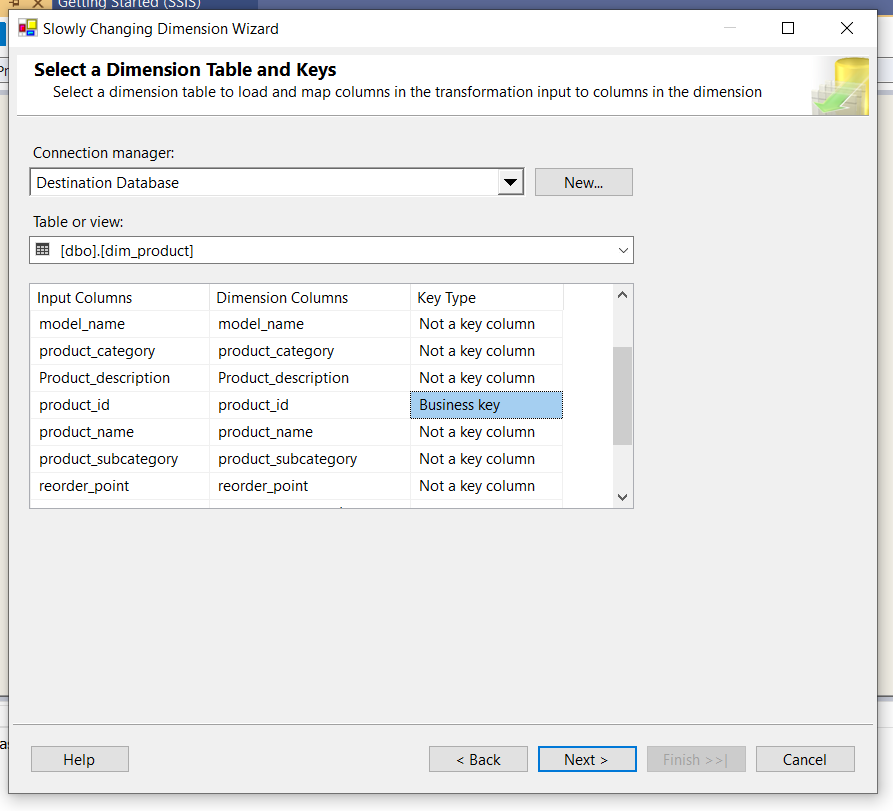 Getting Started (SSIS)
Slowly Changing Dimension Wizard
Select a Dimension Table and Keys
Select a dimension table to load and map columns in the transformation input to columns in the dimension
Connection manager:
Destination Database New...
Table or view:
[dbo].[dim_product]
Input Columns Dimension Columns Key Type
model_name model_name Not a key column
product_category product_category Not a key column
Product_description Product_description Not a key column
product_id product_id Business key
product_name product_name Not a key column
product_subcategory product_subcategory Not a key column
reorder_point reorder_point Not a key column
Help < Back Next > Finish >>| Cancel